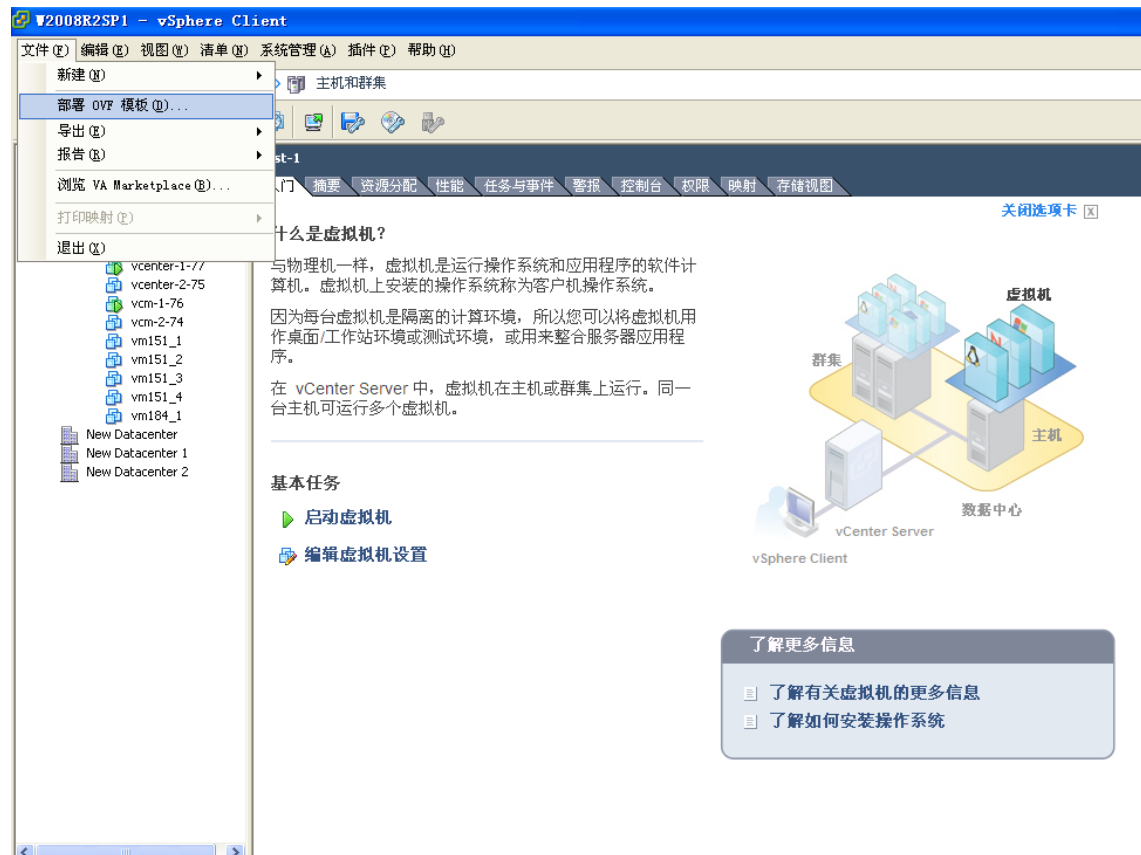 W2008R2SP1 - vSphere Client
文件(F) 编辑(E) 视图(V) 清单(N) 系统管理(A) 插件(P) 帮助(H)
新建(N)
主机和群集
部署 OVF 模板(D)...
导出(E)
报告(R)
浏览 VA Marketplace(B)...
打印映射(P)
退出(X)
st-1
门 摘要 资源分配 性能 任务与事件 警报 控制台 权限 映射 存储视图
关闭选项卡 X
什么是虚拟机?
与物理机一样，虚拟机是运行操作系统和应用程序的软件计
算机。虚拟机上安装的操作系统称为客户机操作系统。
因为每台虚拟机是隔离的计算环境，所以您可以将虚拟机用
作桌面/工作站环境或测试环境，或用来整合服务器应用程
序。
在 vCenter Server 中，虚拟机在主机或群集上运行。同一
台主机可运行多个虚拟机。
基本任务
启动虚拟机
编辑虚拟机设置
vcenter-1-77
vcenter-2-75
vcm-1-76
vcm-2-74
vm151_1
vm151_2
vm151_3
vm151_4
vm184_1
New Datacenter
New Datacenter 1
New Datacenter 2
虚拟机
群集
主机
数据中心
vCenter Server
vSphere Client
了解更多信息
了解有关虚拟机的更多信息
了解如何安装操作系统